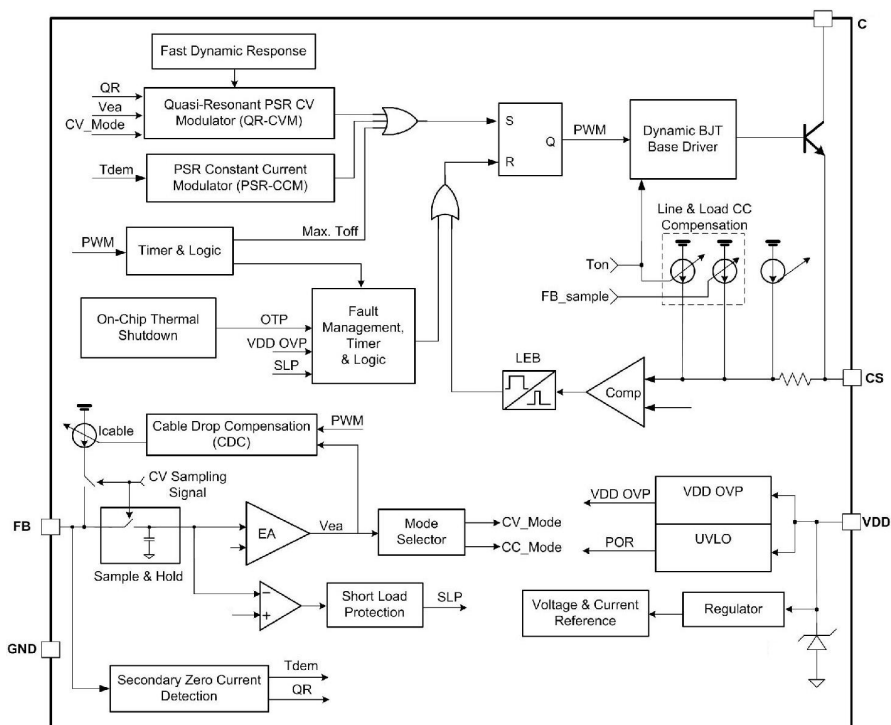 C
Fast Dynamic Response
QR
Vea
CV_Mode
Quasi-Resonant PSR CV
Modulator (QR-CVM)
Tdem
PSR Constant Current
Modulator (PSR-CCM)
S
R
Q
PWM
Dynamic BJT
Base Driver
PWM
Timer & Logic
Max. Toff
Line & Load CC
Compensation
Ton
FB_sample
On-Chip Thermal
Shutdown
OTP
VDD OVP
SLP
Fault
Management,
Timer
& Logic
LEB
Comp
CS
Icable
Cable Drop Compensation
(CDC)
PWM
CV Sampling
Signal
FB
Sample & Hold
EA
Vea
Mode
Selector
CV_Mode
CC_Mode
VDD OVP
POR
VDD OVP
UVLO
VDD
−
+
Short Load
Protection
SLP
Voltage & Current
Reference
Regulator
GND
Secondary Zero Current
Detection
Tdem
QR